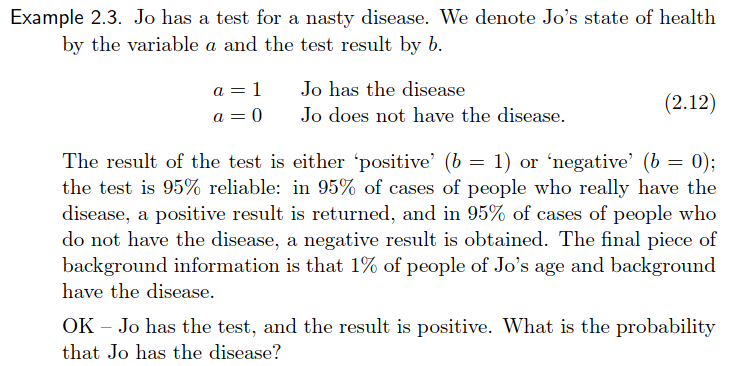 Example 2.3. Jo has a test for a nasty disease. We denote Jo's state of health
by the variable a and the test result by b.
a = 1 Jo has the disease
a = 0 Jo does not have the disease.
(2.12)
The result of the test is either ‘positive’ (b = 1) or ‘negative’ (b = 0);
the test is 95% reliable: in 95% of cases of people who really have the
disease, a positive result is returned, and in 95% of cases of people who
do not have the disease, a negative result is obtained. The final piece of
background information is that 1% of people of Jo's age and background
have the disease.
OK – Jo has the test, and the result is positive. What is the probability
that Jo has the disease?